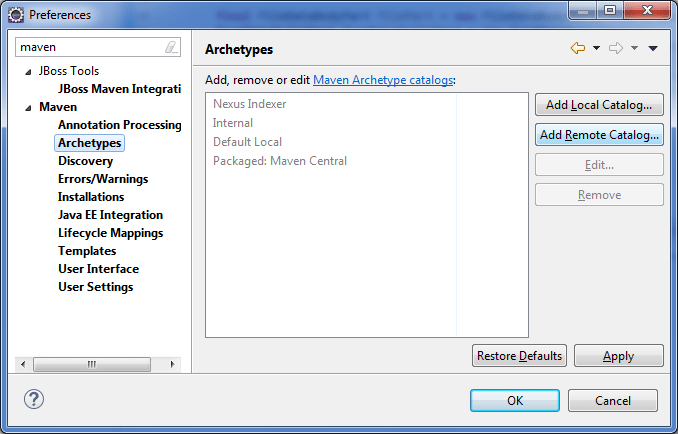 Preferences
maven
JBoss Tools
JBoss Maven Integrati
Maven
Annotation Processing
Archetypes
Discovery
Errors/Warnings
Installations
Java EE Integration
Lifecycle Mappings
Templates
User Interface
User Settings
Archetypes
Add, remove or edit Maven Archetype catalogs:
Nexus Indexer
Internal
Default Local
Packaged: Maven Central
Add Local Catalog...
Add Remote Catalog...
Edit...
Remove
Restore Defaults
Apply
?
OK
Cancel